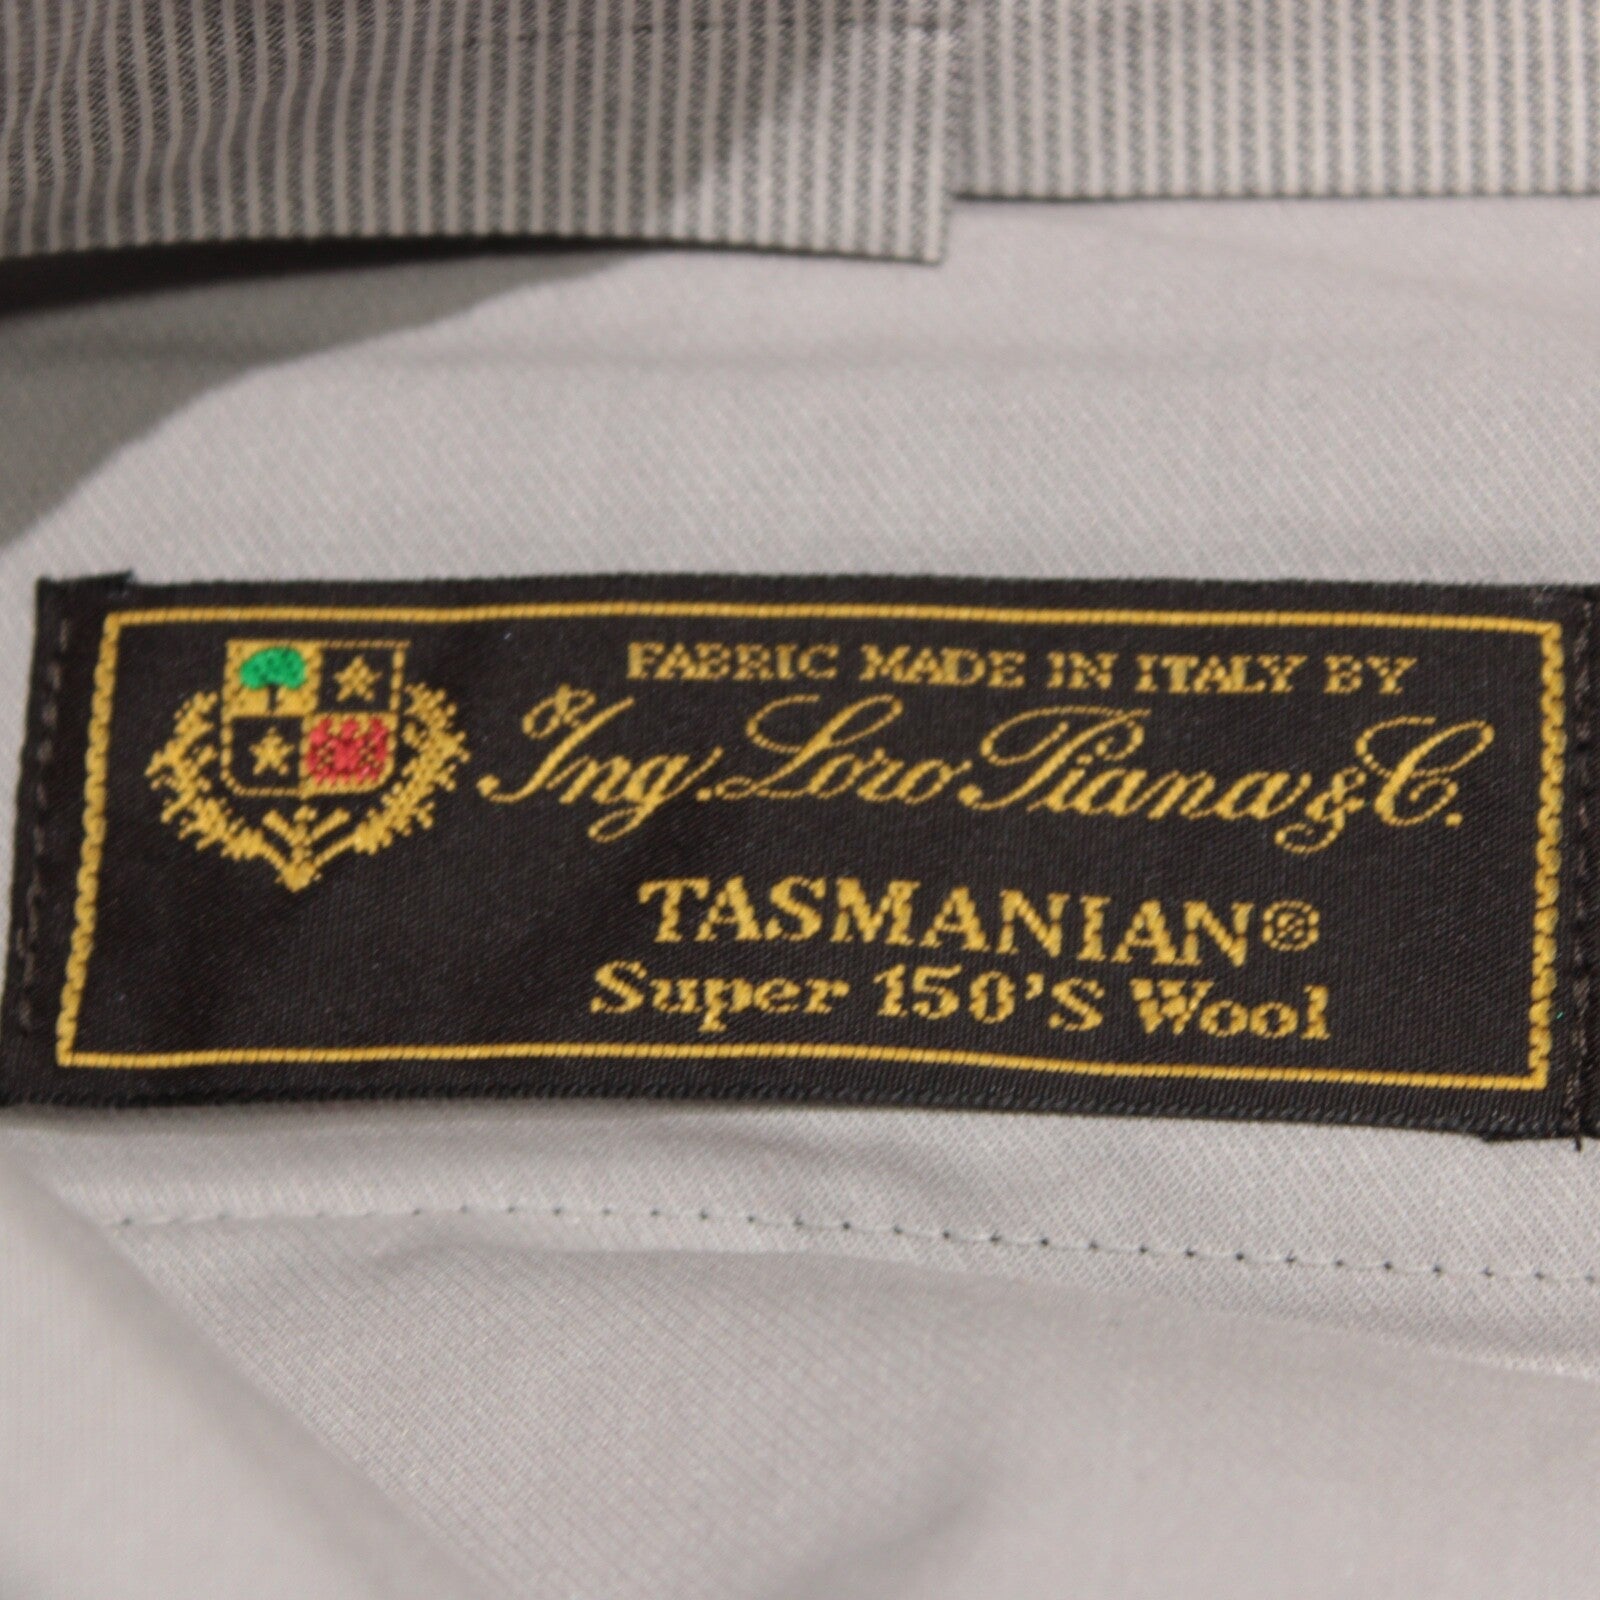 FABRIC MADE IN ITALY BY
Ing. Loro Piana & C.
TASMANIAN®
Super 150'S Wool